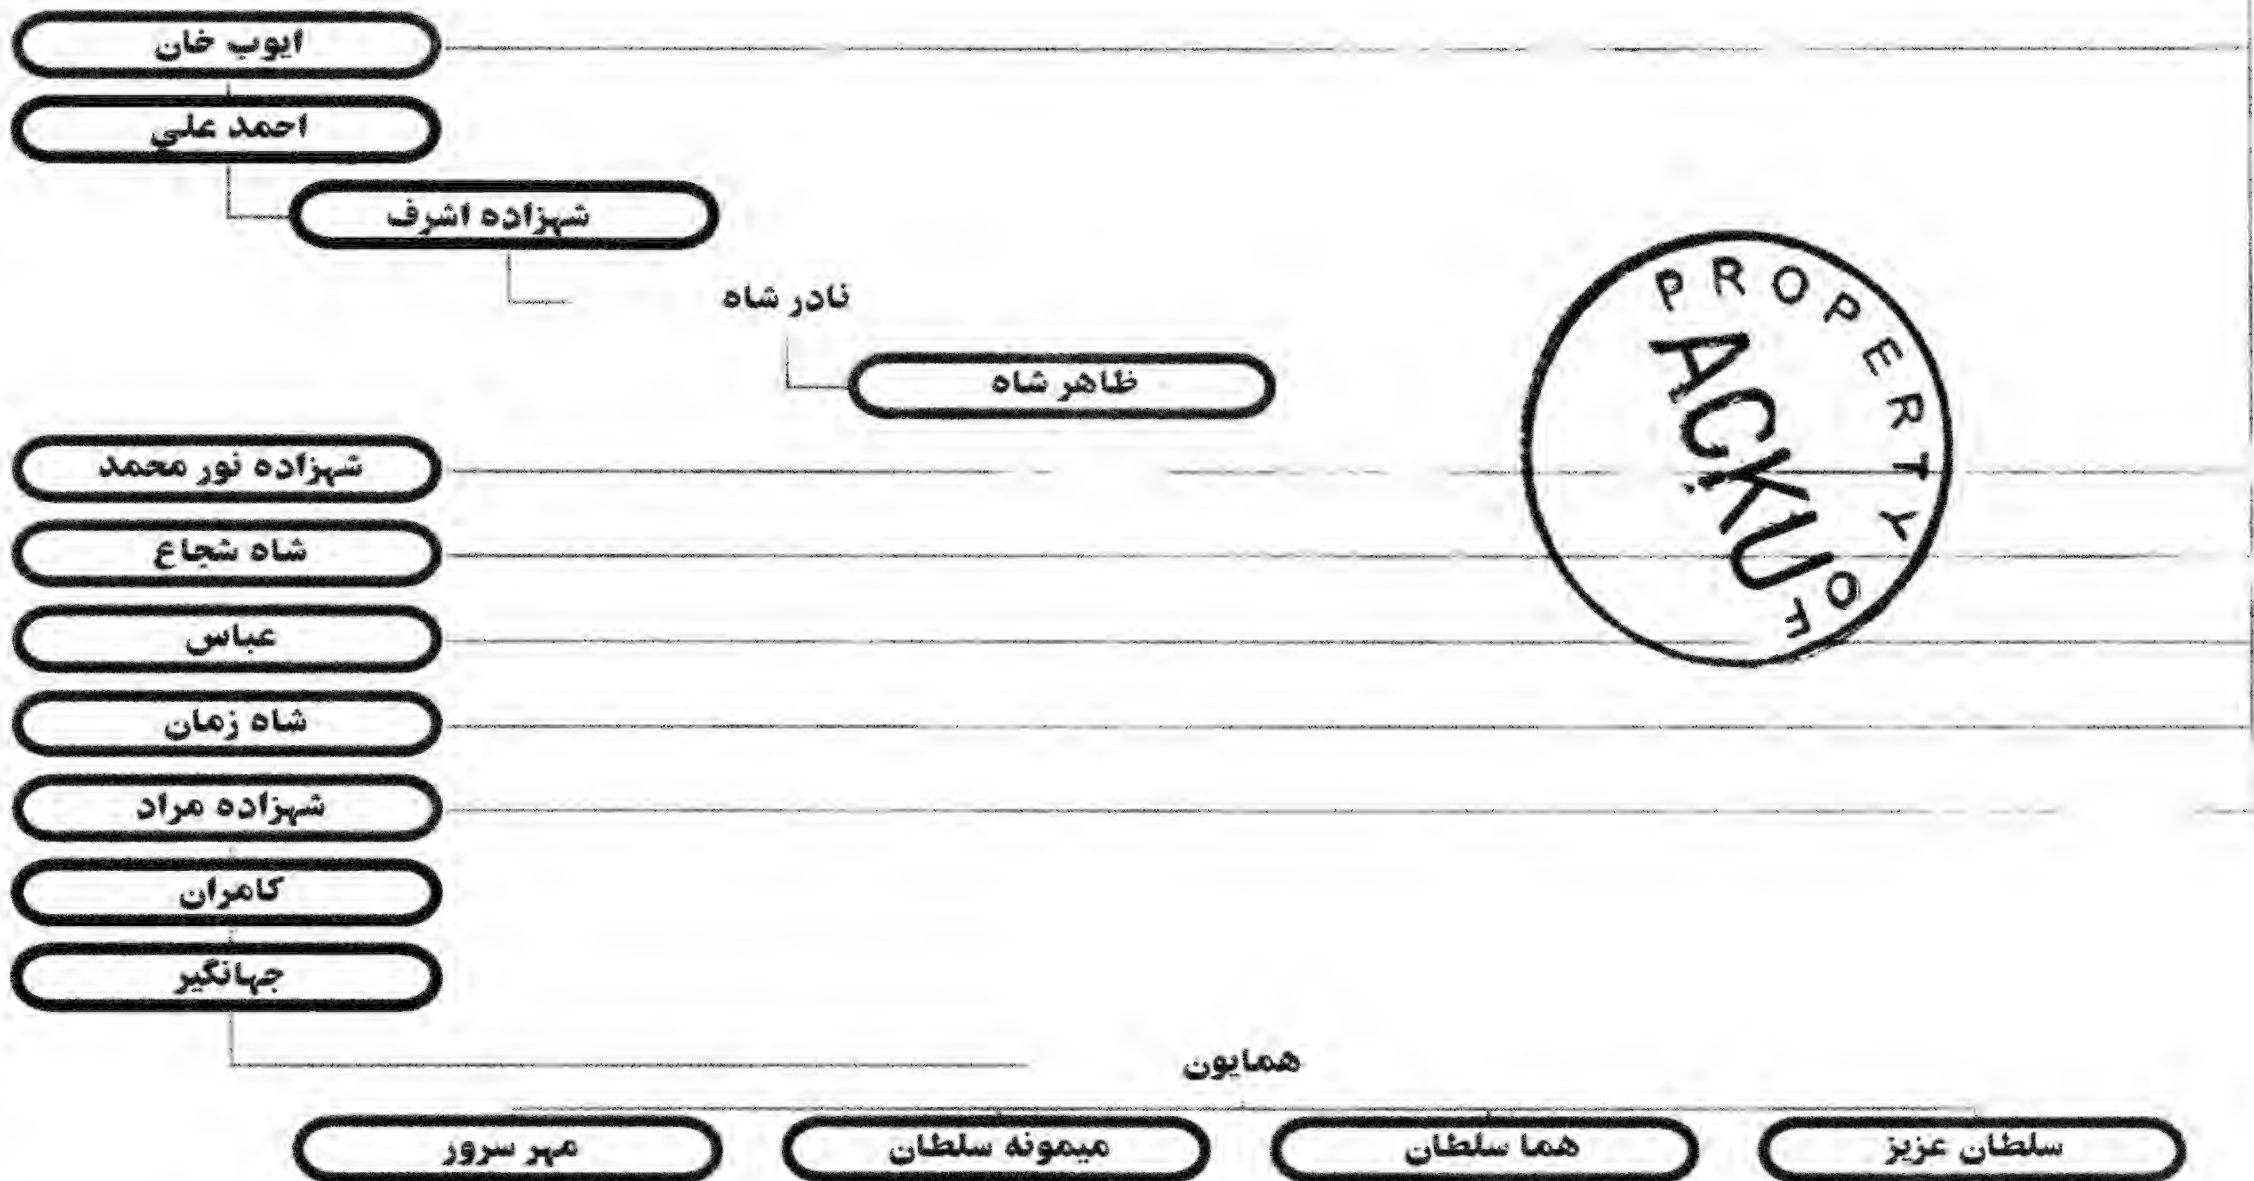 ایوب خان
احمد علي
شهزاده اشرف
نادر شاه
ظاهر شاه
شهزاده نور محمد
شاه شجاع
عباس
شاه زمان
شهزاده مراد
کامران
جهانگیر
همایون
سلطان عزیز
هما سلطان
میمونه سلطان
مهر سرور
PROPERTY OF
ACKU